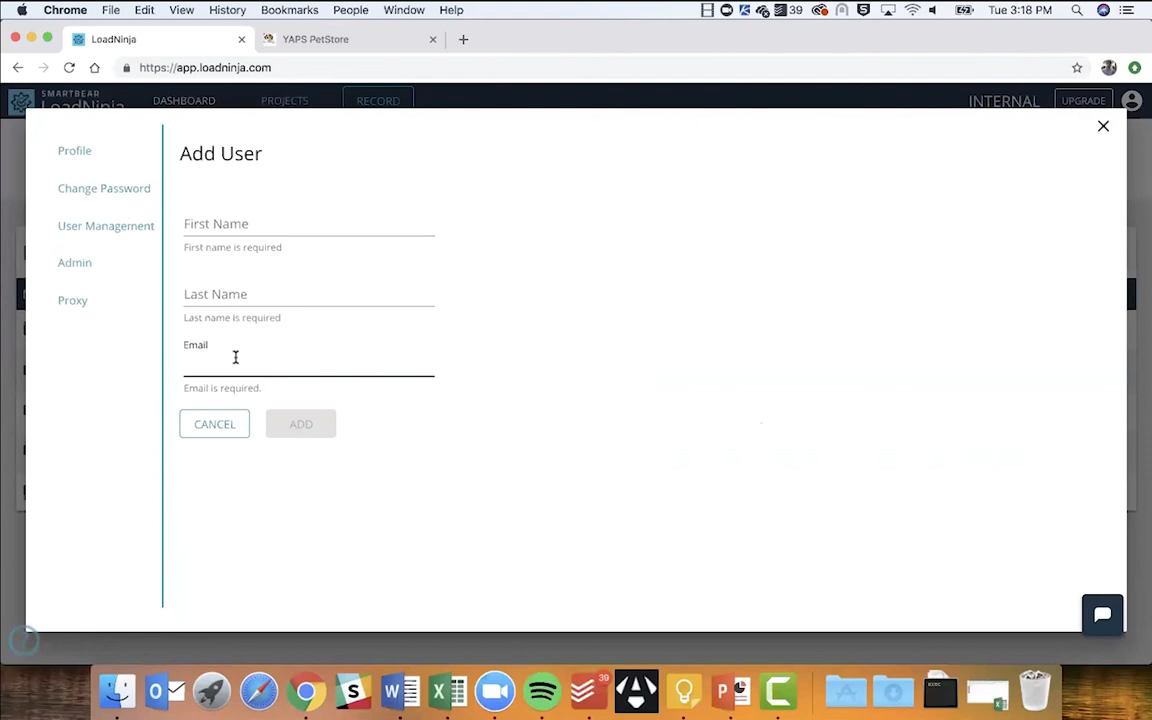 Chrome File Edit View History Bookmarks People Window Help 39 Tue 3:18 PM
LoadNinja YAPS PetStore
https://app.loadninja.com
SMARTBEAR
LoadNinja DASHBOARD PROJECTS RECORD INTERNAL UPGRADE
Profile
Change Password
User Management
Admin
Proxy
Add User
First Name
First name is required
Last Name
Last name is required
Email
Email is required.
CANCEL ADD
39